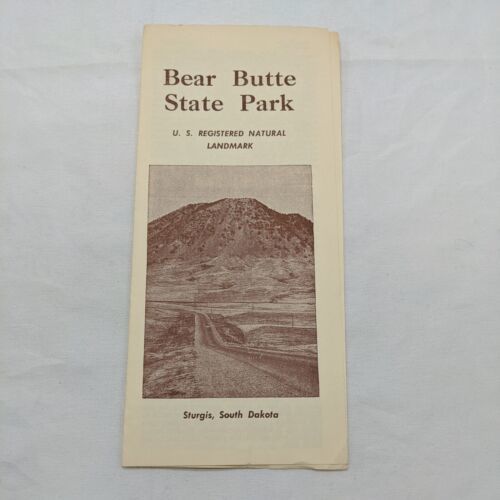 Bear Butte
State Park
U. S. REGISTERED NATURAL
LANDMARK
Sturgis, South Dakota